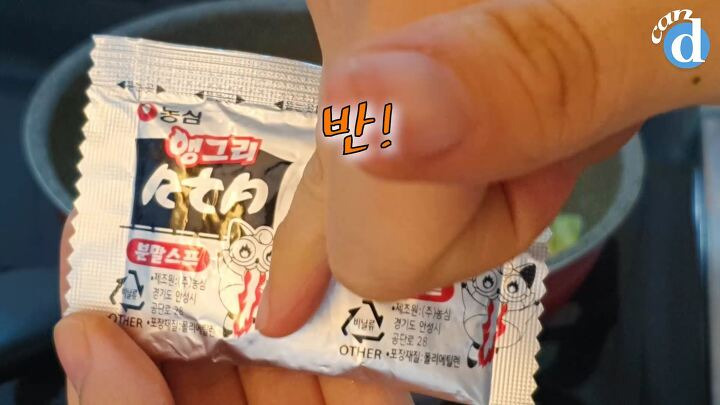 can
d
반!
농심
앵그리
RtA
분말스프
•제조원:(주)농심
경기도 안성시
공단로 28
•포장재질:폴리에틸렌
비닐류
OTHER
•제조원:(주)농심
경기도 안성시
공단로 28
•포장재질:폴리에틸렌
비닐류
OTHER